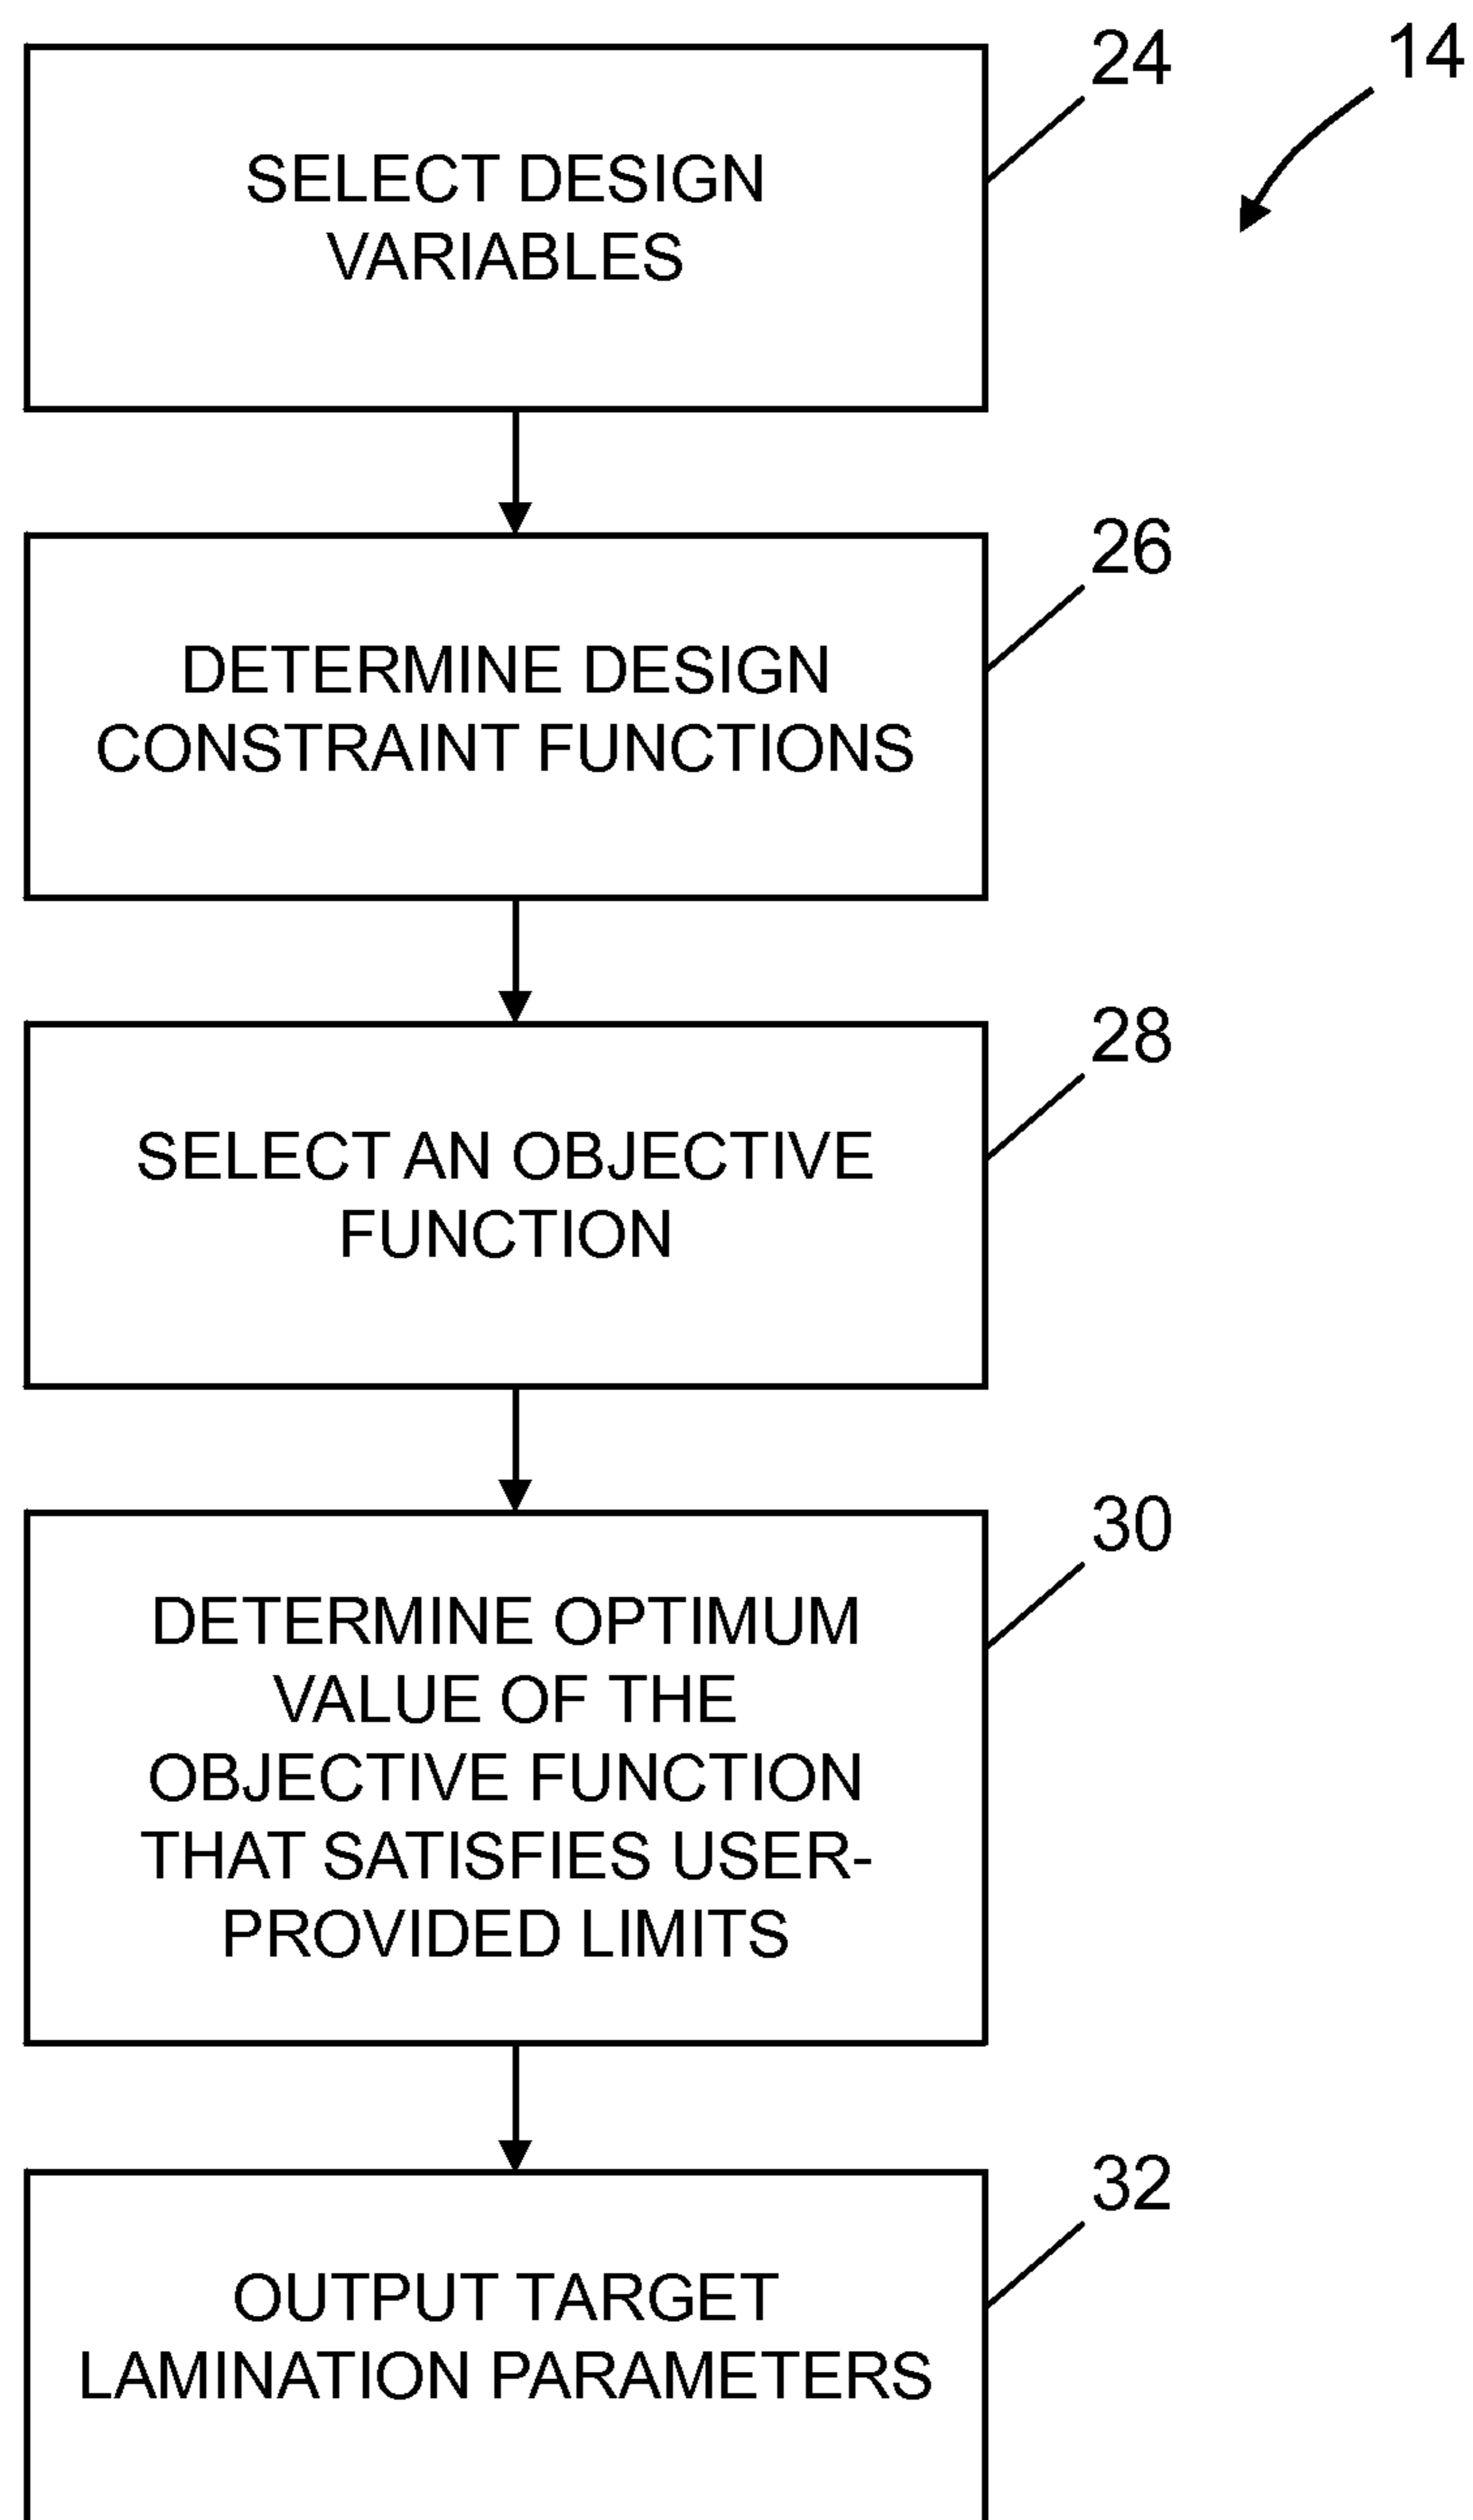 24
14
SELECT DESIGN
VARIABLES
26
DETERMINE DESIGN
CONSTRAINT FUNCTIONS
28
SELECT AN OBJECTIVE
FUNCTION
30
DETERMINE OPTIMUM
VALUE OF THE
OBJECTIVE FUNCTION
THAT SATISFIES USER-
PROVIDED LIMITS
32
OUTPUT TARGET
LAMINATION PARAMETERS